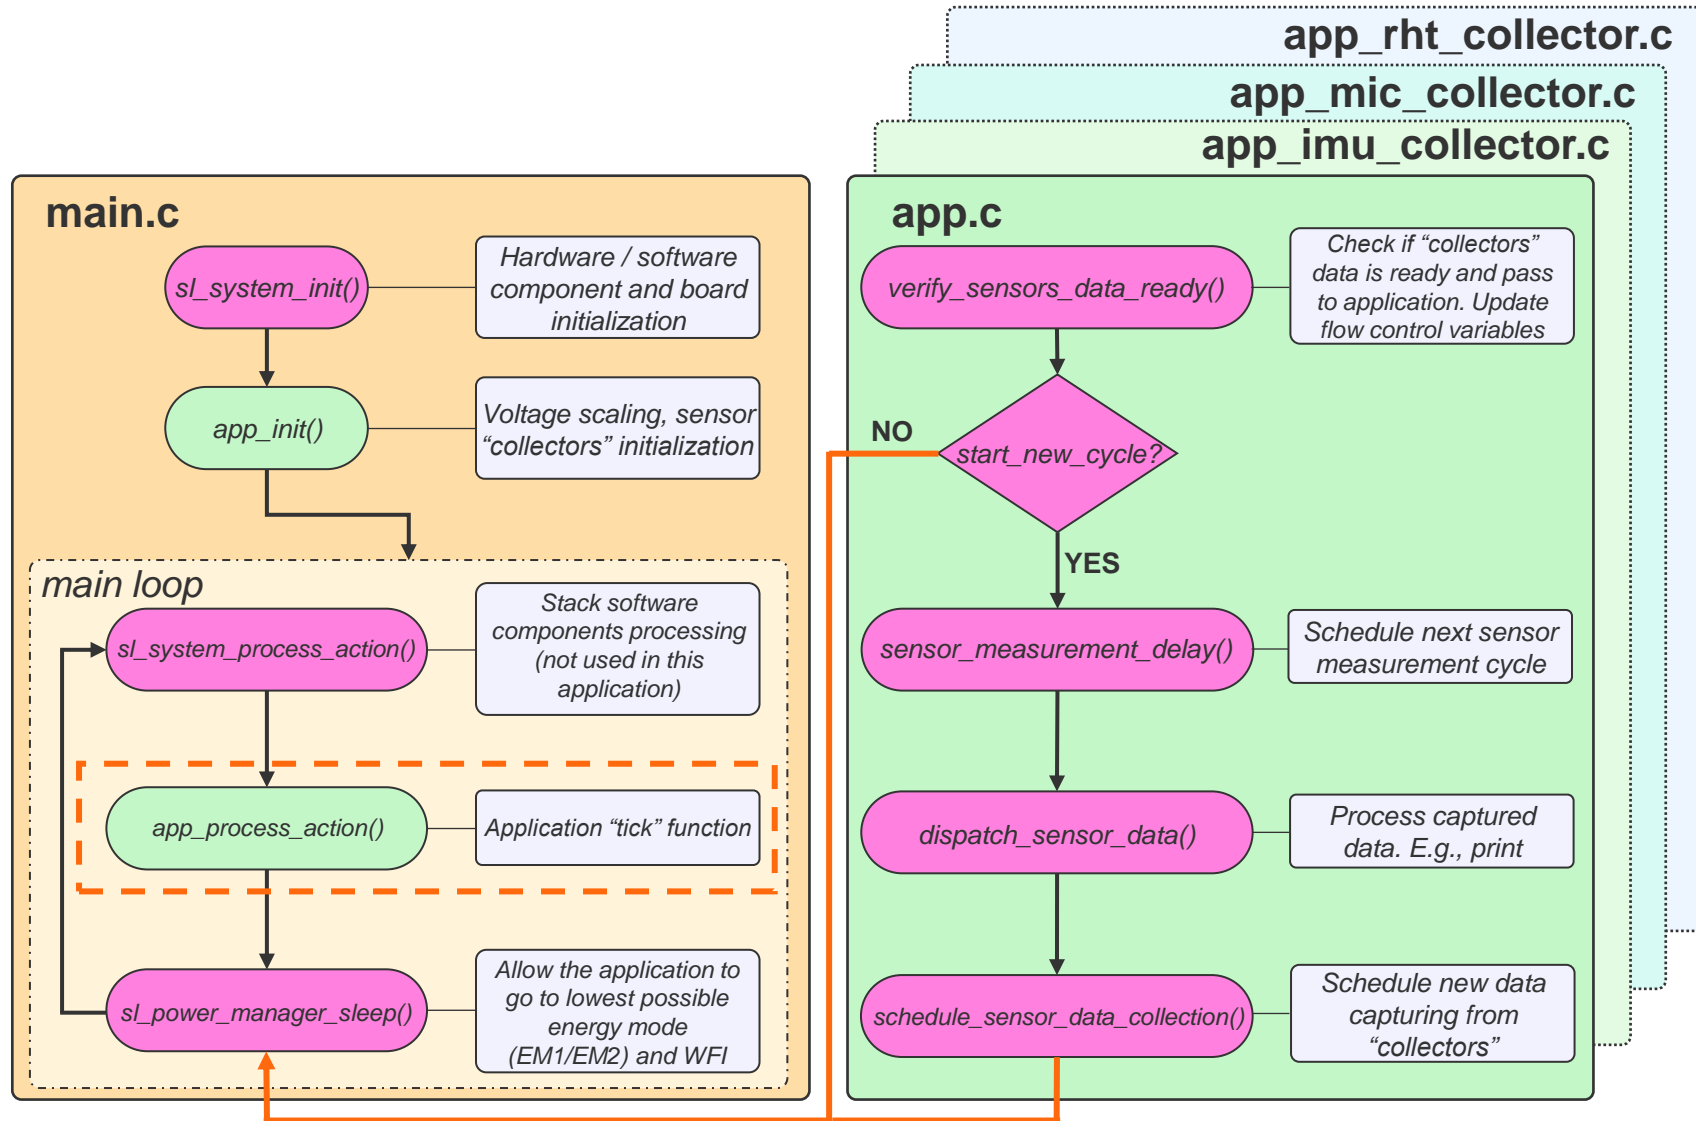 app_rht_collector.c
app_mic_collector.c
app_imu_collector.c
main.c
sl_system_init()
Hardware / software
component and board
initialization
app_init()
Voltage scaling, sensor
“collectors” initialization
main loop
sl_system_process_action()
Stack software
components processing
(not used in this
application)
app_process_action()
Application “tick” function
sl_power_manager_sleep()
Allow the application to
go to lowest possible
energy mode
(EM1/EM2) and WFI
app.c
verify_sensors_data_ready()
Check if “collectors”
data is ready and pass
to application. Update
flow control variables
NO
start_new_cycle?
YES
sensor_measurement_delay()
Schedule next sensor
measurement cycle
dispatch_sensor_data()
Process captured
data. E.g., print
schedule_sensor_data_collection()
Schedule new data
capturing from
“collectors”